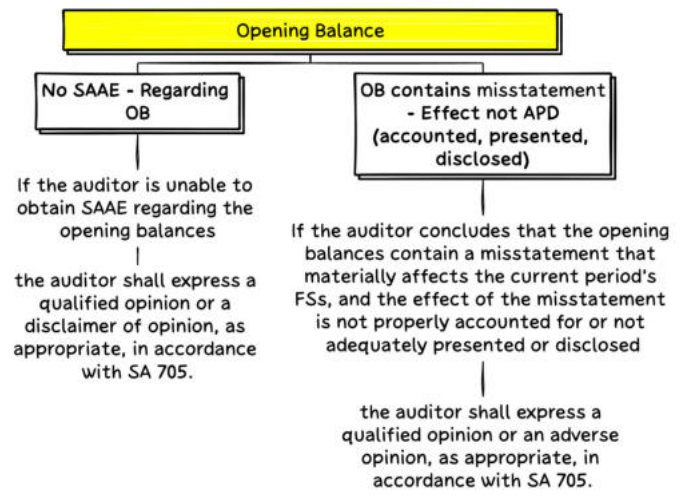 Opening Balance
No SAAE - Regarding
OB
If the auditor is unable to
obtain SAAE regarding the
opening balances
the auditor shall express a
qualified opinion or a
disclaimer of opinion, as
appropriate, in accordance
with SA 705.
OB contains misstatement
- Effect not APD
(accounted, presented,
disclosed)
If the auditor concludes that the opening
balances contain a misstatement that
materially affects the current period's
FSs, and the effect of the misstatement
is not properly accounted for or not
adequately presented or disclosed
the auditor shall express a
qualified opinion or an adverse
opinion, as appropriate, in
accordance with SA 705.